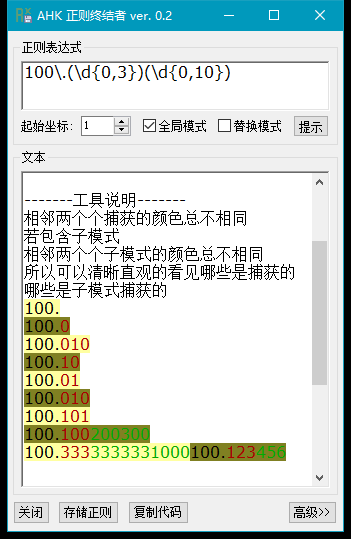 AHK 正则终结者 ver. 0.2
正则表达式
100\.(\d{0,3})(\d{0,10})
起始坐标: 1 全局模式 替换模式 提示
文本
-------工具说明-------
相邻两个个捕获的颜色总不相同
若包含子模式
相邻两个个子模式的颜色总不相同
所以可以清晰直观的看见哪些是捕获的
哪些是子模式捕获的
100.
100.0
100.010
100.10
100.01
100.010
100.101
100.100200300
100.3333333331000100.123456
关闭 存储正则 复制代码 高级>>